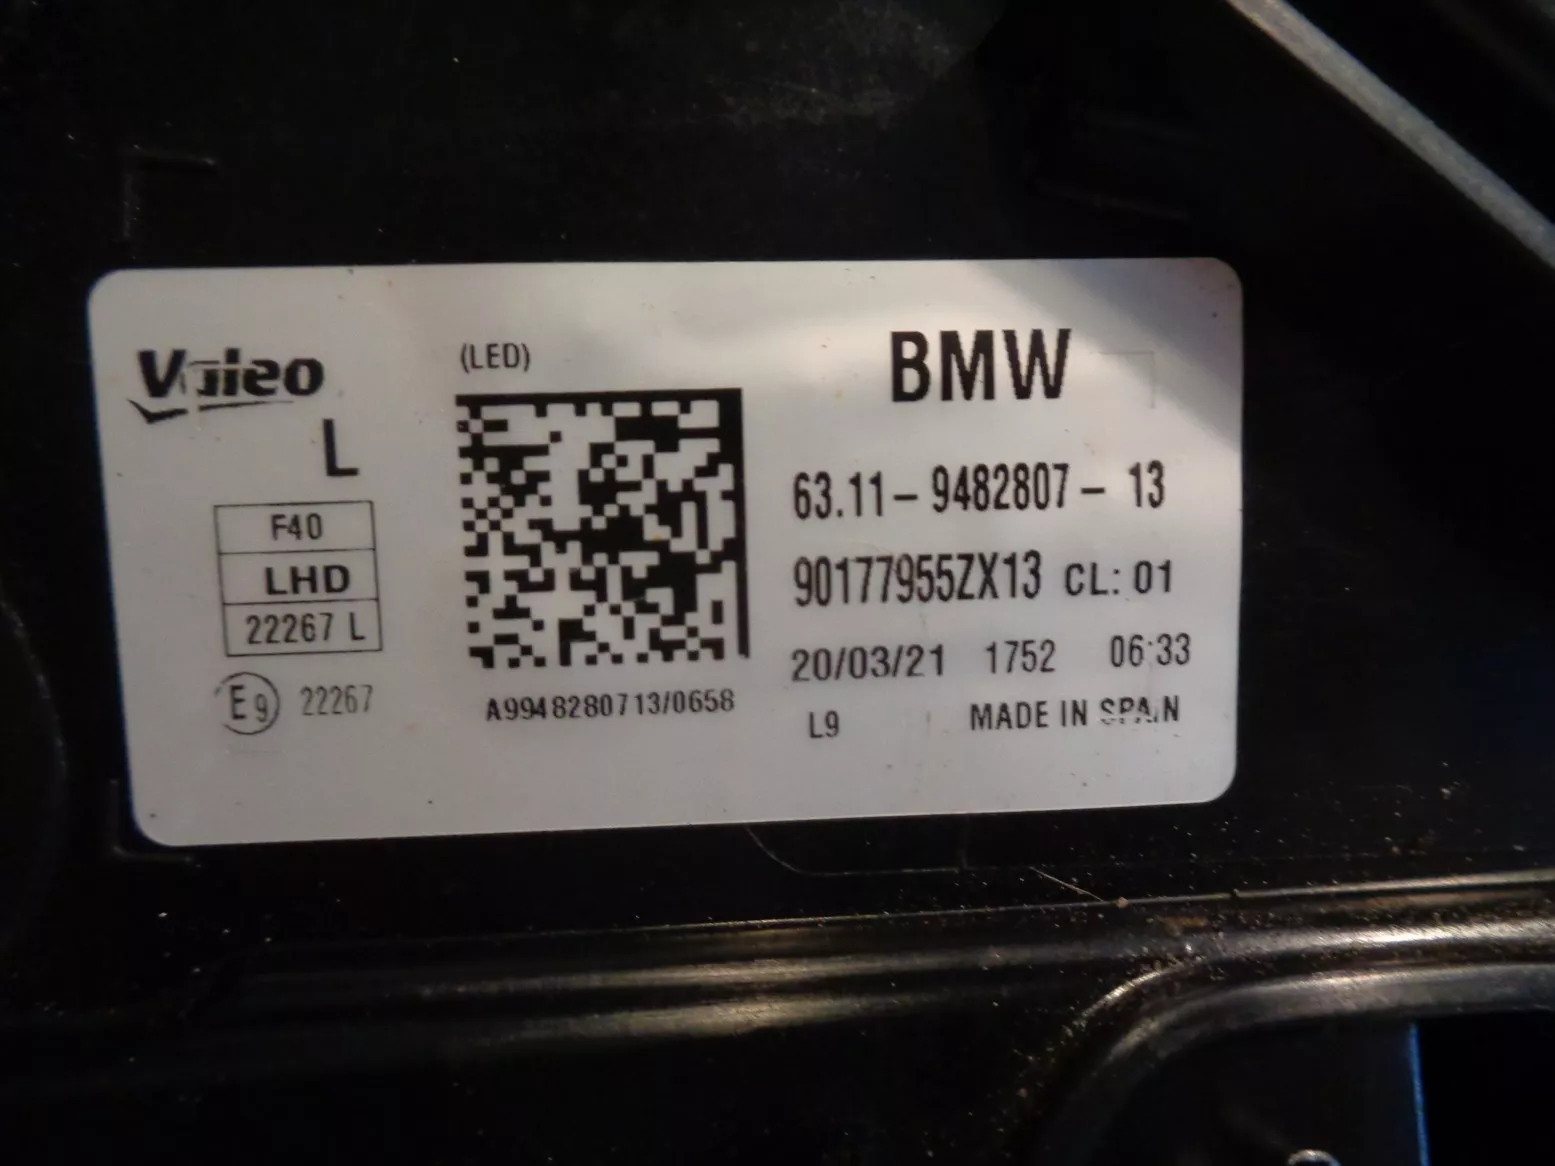 Valeo
L
F40
LHD
22267 L
E9 22267
(LED)
A9948280713/0658
BMW
63.11-9482807-13
90177955ZX13 CL: 01
20/03/21 1752 06:33
L9 MADE IN SPAIN